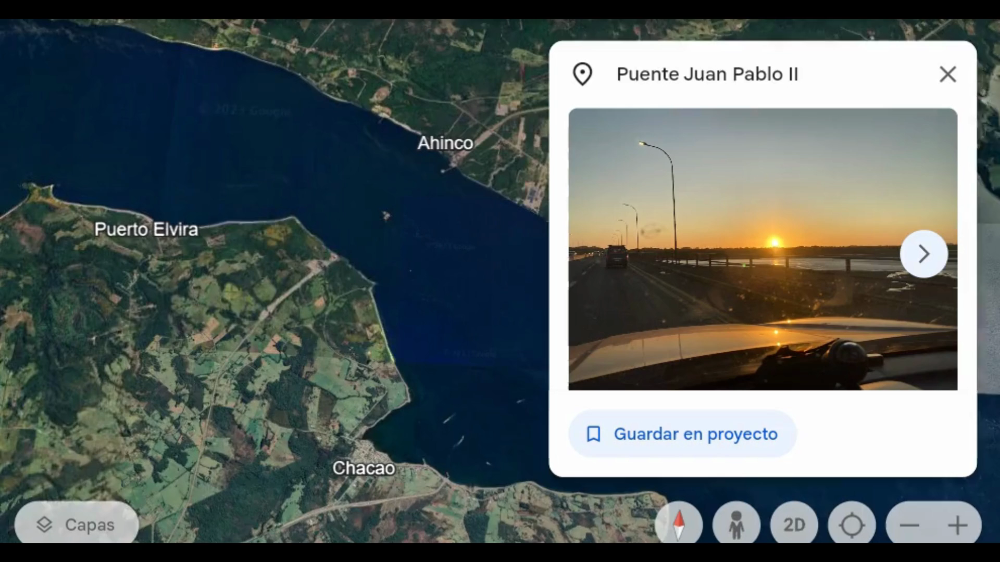 Puente Juan Pablo II
Ahinco
Puerto Elvira
Guardar en proyecto
Chacao
Capas
2D